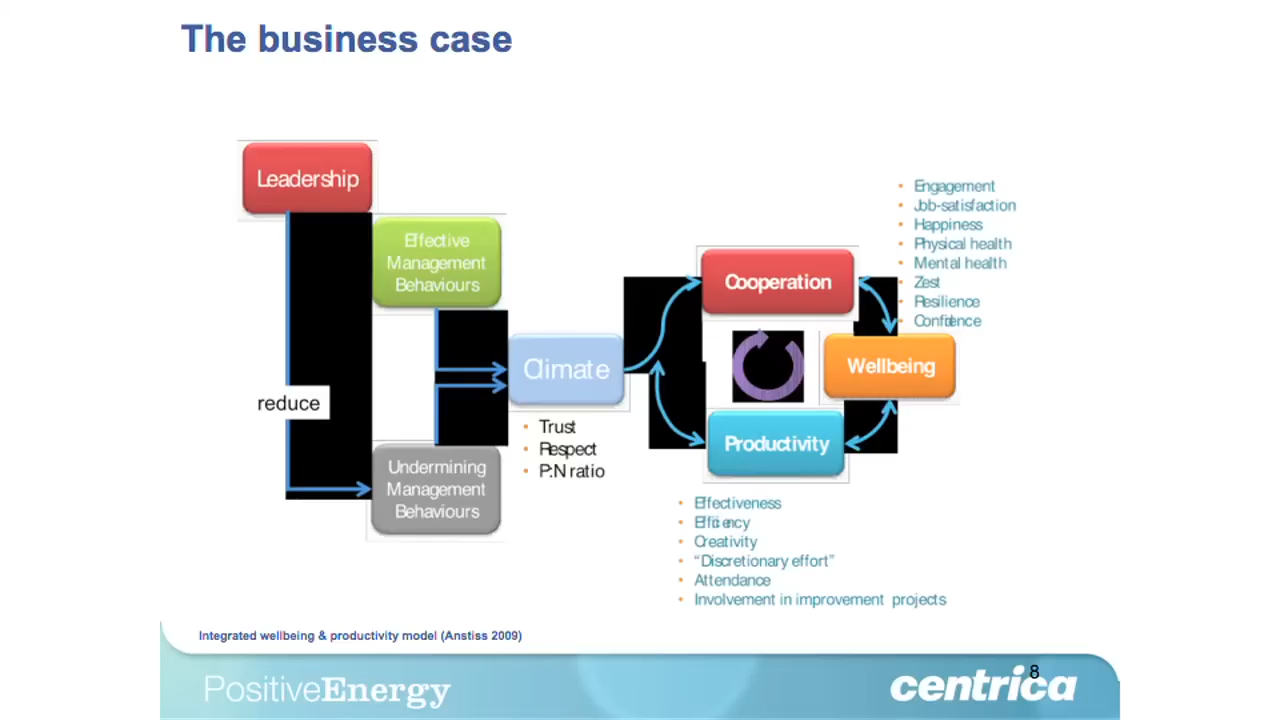 The business case
Leadership
Effective
Management
Behaviours
reduce
Undermining
Management
Behaviours
Climate
• Trust
• Respect
• P:N ratio
Cooperation
Wellbeing
Productivity
• Engagement
• Job-satisfaction
• Happiness
• Physical health
• Mental health
• Zest
• Resilience
• Confidence
• Effectiveness
• Efficiency
• Creativity
• “Discretionary effort”
• Attendance
• Involvement in improvement projects
Integrated wellbeing & productivity model (Anstiss 2009)
PositiveEnergy
centrica
8